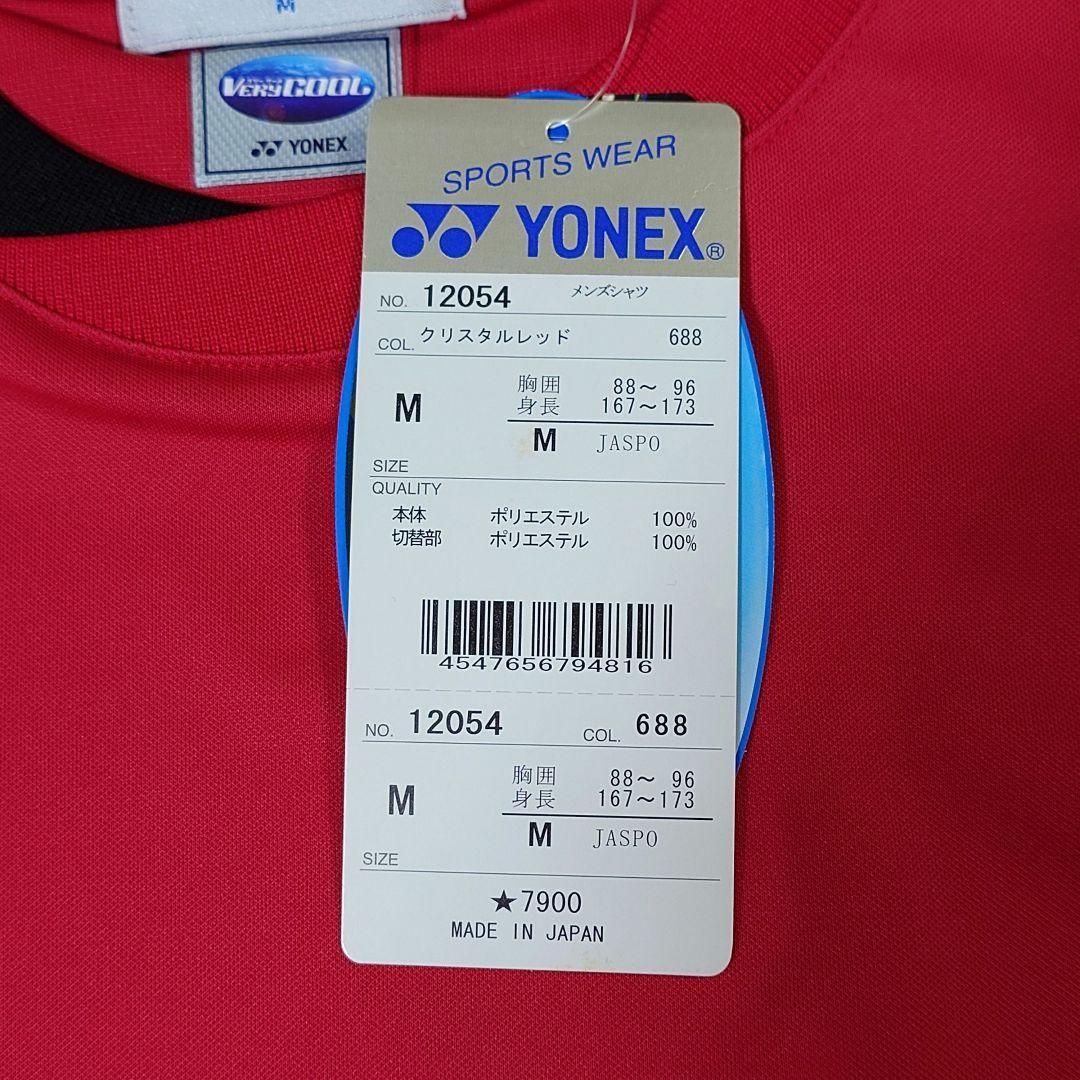 M
VERYCOOL
YONEX
SPORTS WEAR
YONEX®
NO. 12054 メンズシャツ
COL. クリスタルレッド 688
M 胸囲 88～ 96
身長 167～173
M JASPO
SIZE
QUALITY
本体 ポリエステル 100%
切替部 ポリエステル 100%
4547656794816
NO. 12054 COL. 688
M 胸囲 88～ 96
身長 167～173
M JASPO
SIZE
★7900
MADE IN JAPAN